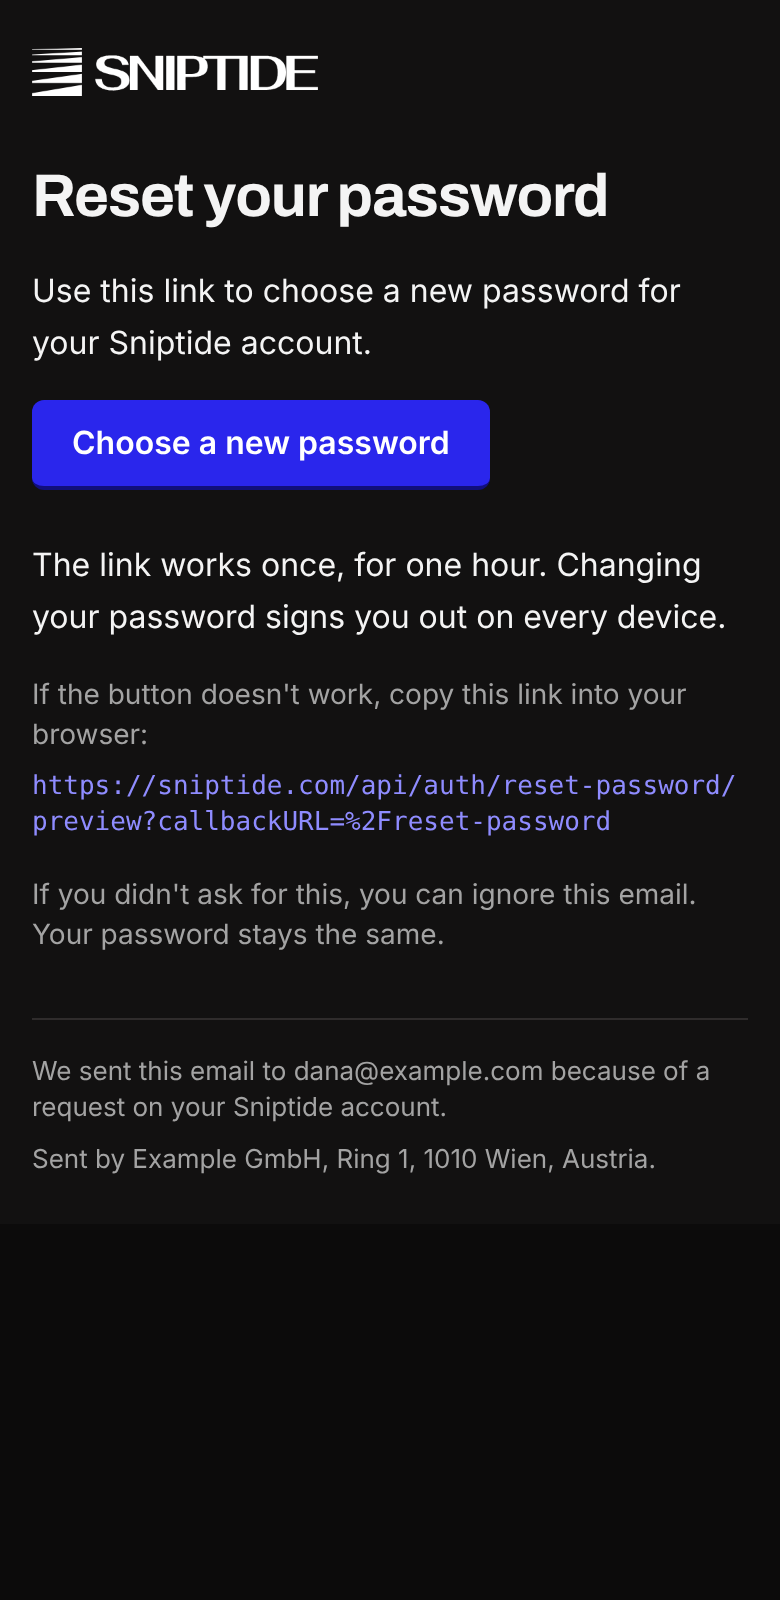 SNIPTIDE
Reset your password
Use this link to choose a new password for
your Sniptide account.
Choose a new password
The link works once, for one hour. Changing
your password signs you out on every device.
If the button doesn't work, copy this link into your
browser:
https://sniptide.com/api/auth/reset-password/
preview?callbackURL=%2Freset-password
If you didn't ask for this, you can ignore this email.
Your password stays the same.
We sent this email to dana@example.com because of a
request on your Sniptide account.
Sent by Example GmbH, Ring 1, 1010 Wien, Austria.